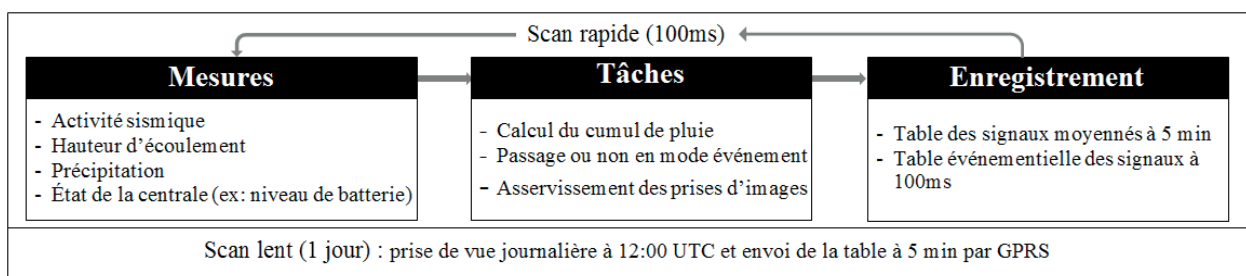 Scan rapide (100ms)
Mesures
- Activité sismique
- Hauteur d'écoulement
- Précipitation
- État de la centrale (ex: niveau de batterie)
Tâches
- Calcul du cumul de pluie
- Passage ou non en mode événement
- Asservissement des prises d'images
Enregistrement
- Table des signaux moyennés à 5 min
- Table événementielle des signaux à
100ms
Scan lent (1 jour) : prise de vue journalière à 12:00 UTC et envoi de la table à 5 min par GPRS